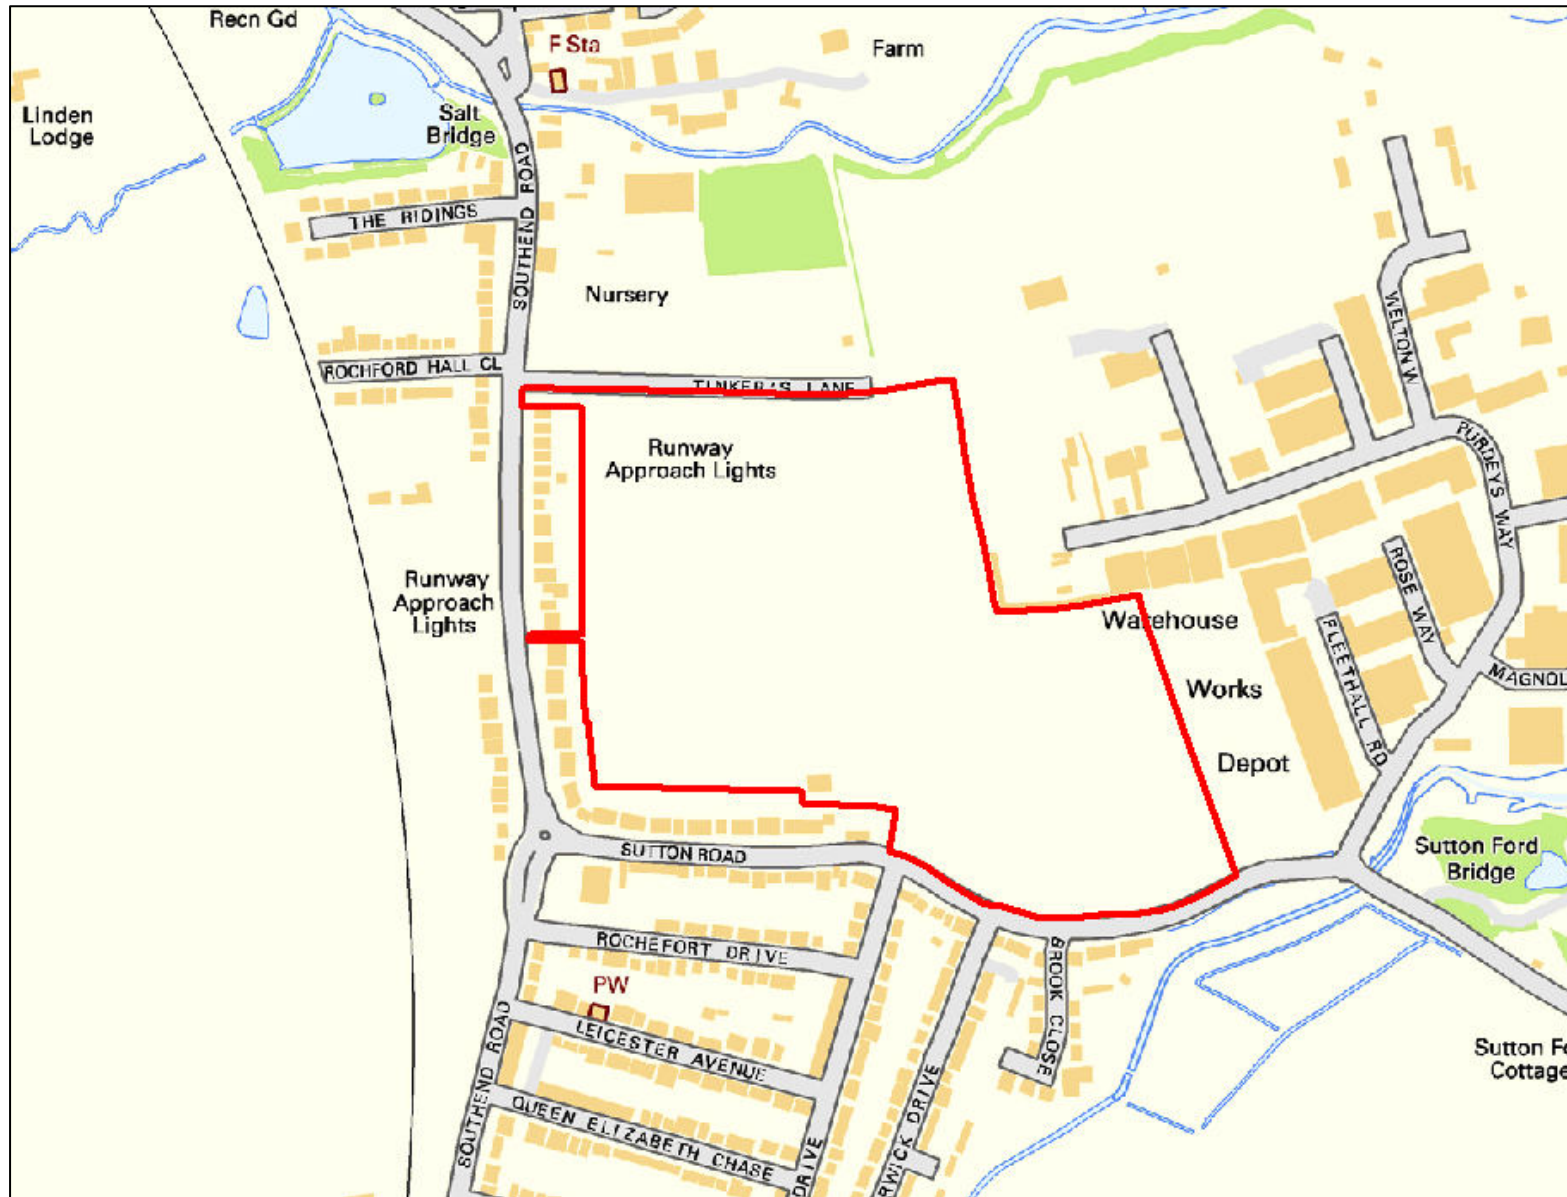 Recn Gd
F Sta
Farm
Linden
Lodge
Salt
Bridge
SOUTHEND ROAD
THE RIDINGS
Nursery
WELTON W
ROCHFORD HALL CL
TINKER'S LANE
Runway
Approach Lights
PURDEYS WAY
Runway
Approach
Lights
ROSE WAY
Warehouse
FLEETHALL RD
MAGNOL
Works
Depot
SUTTON ROAD
Sutton Ford
Bridge
ROCHEFORT DRIVE
BROOK CLOSE
PW
LEICESTER AVENUE
SOUTHEND ROAD
Sutton Fo
Cottage
QUEEN ELIZABETH CHASE
DRIVE
RWICK DRIVE